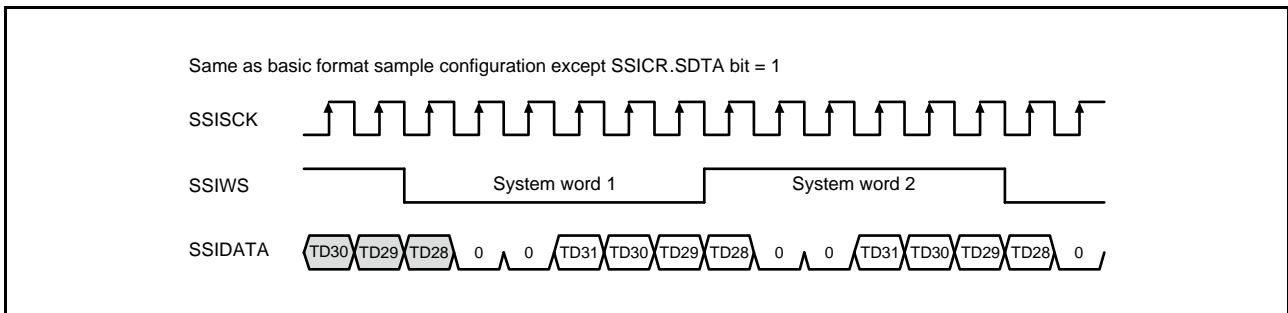 Same as basic format sample configuration except SSICR.SDTA bit = 1
SSISCK
SSIWS System word 1 System word 2
SSIDATA TD30 TD29 TD28 0 0 TD31 TD30 TD29 TD28 0 0 TD31 TD30 TD29 TD28 0